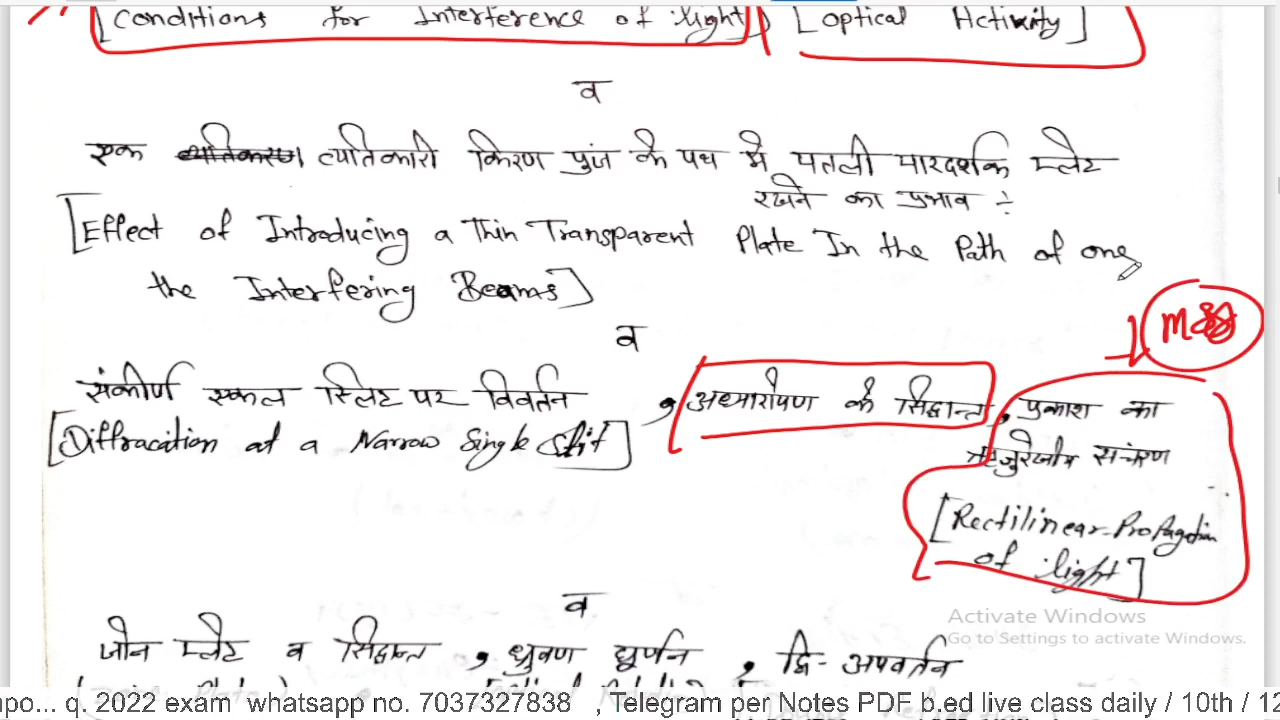 [Conditions for Interference of light], [optical Activity]
व
एक व्यतिकारी किरण पुंज के पथ में पतली पारदर्शक प्लेट
रखने का प्रभाव ÷
[Effect of Introducing a Thin Transparent Plate In the Path of one
the Interfering Beams]
व
संकीर्ण एकल स्लिट पर विवर्तन , अध्यारोपण के सिद्धान्त, प्रकाश का
ऋजुरेखीय संचरण
[Diffracation at a Narrow Single Slit]
[Rectilinear Propagation
of light]
व
जोन प्लेट व सिद्धान्त , ध्रुवण घूर्णन , द्वि-अपवर्तन
Activate Windows
Go to Settings to activate Windows.
mpo... q. 2022 exam whatsapp no. 7037327838 , Telegram per Notes PDF b.ed live class daily / 10th / 12